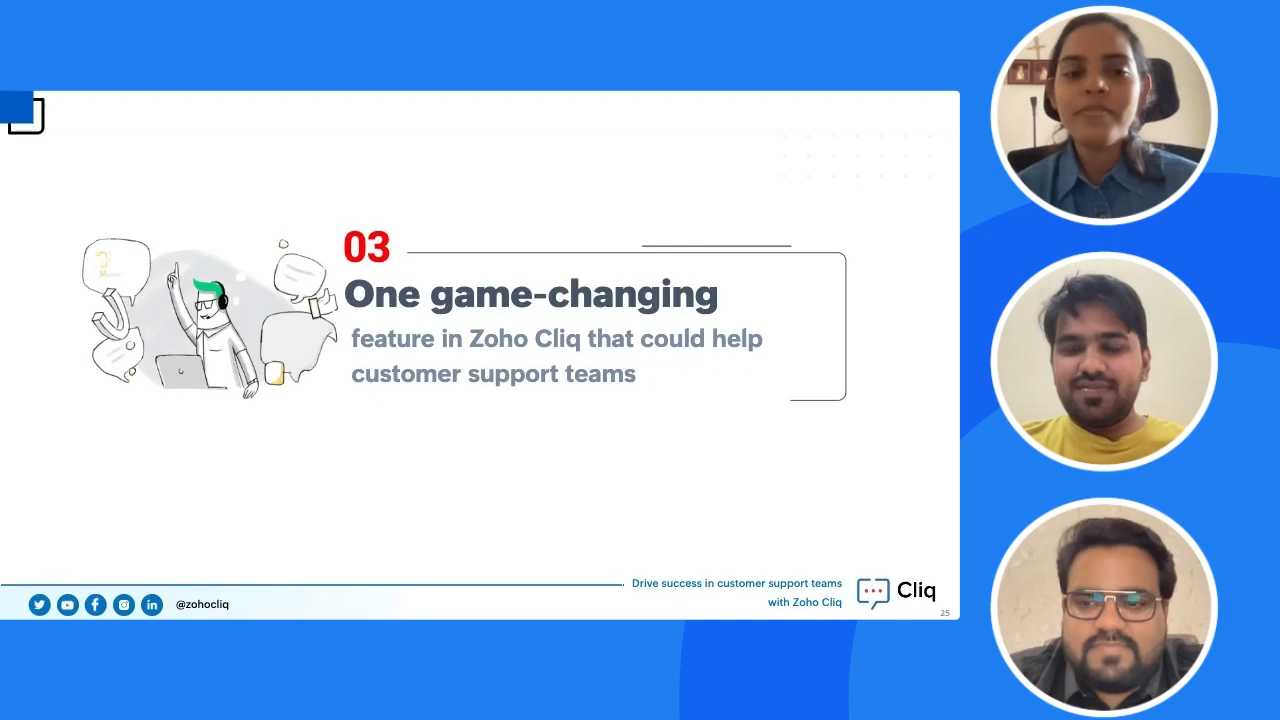 03
One game-changing
feature in Zoho Cliq that could help
customer support teams
Drive success in customer support teams
with Zoho Cliq
Cliq
@zohocliq
25